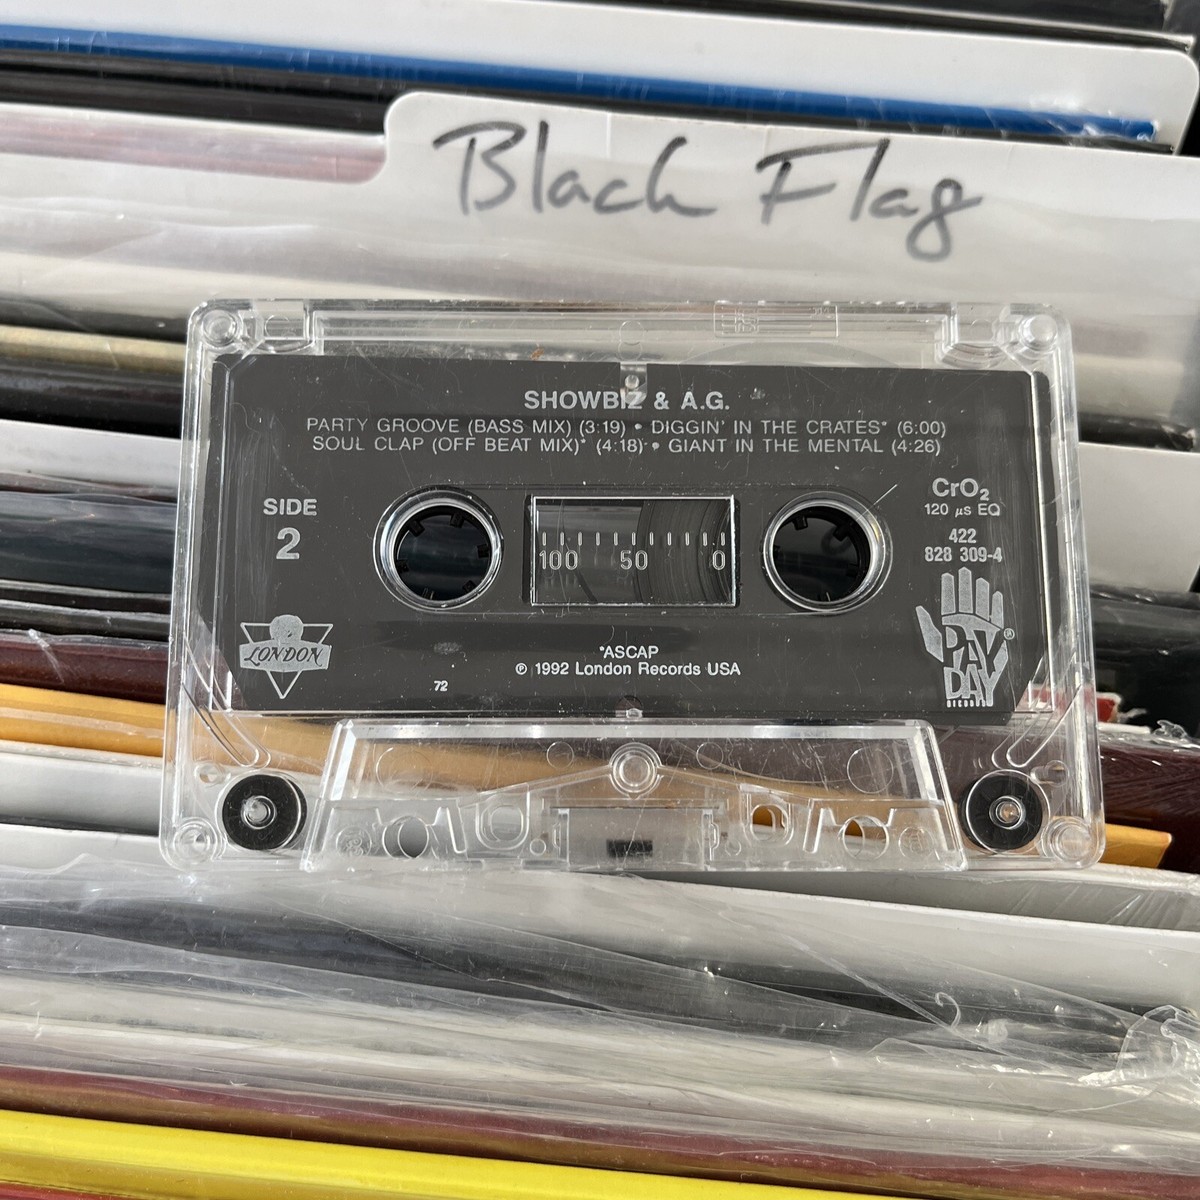 Black Flag
SHOWBIZ & A.G.
PARTY GROOVE (BASS MIX) (3:19) • DIGGIN' IN THE CRATES* (6:00)
SOUL CLAP (OFF BEAT MIX)* (4:18) • GIANT IN THE MENTAL (4:26)
SIDE
2
CrO2
120 µs EQ
422
828 309-4
100 50 0
LONDON
PAY
DAY
RECORDS
®
*ASCAP
℗ 1992 London Records USA
72